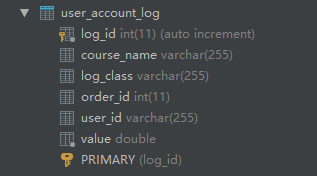 user_account_log
log_id int(11) (auto increment)
course_name varchar(255)
log_class varchar(255)
order_id int(11)
user_id varchar(255)
value double
PRIMARY (log_id)